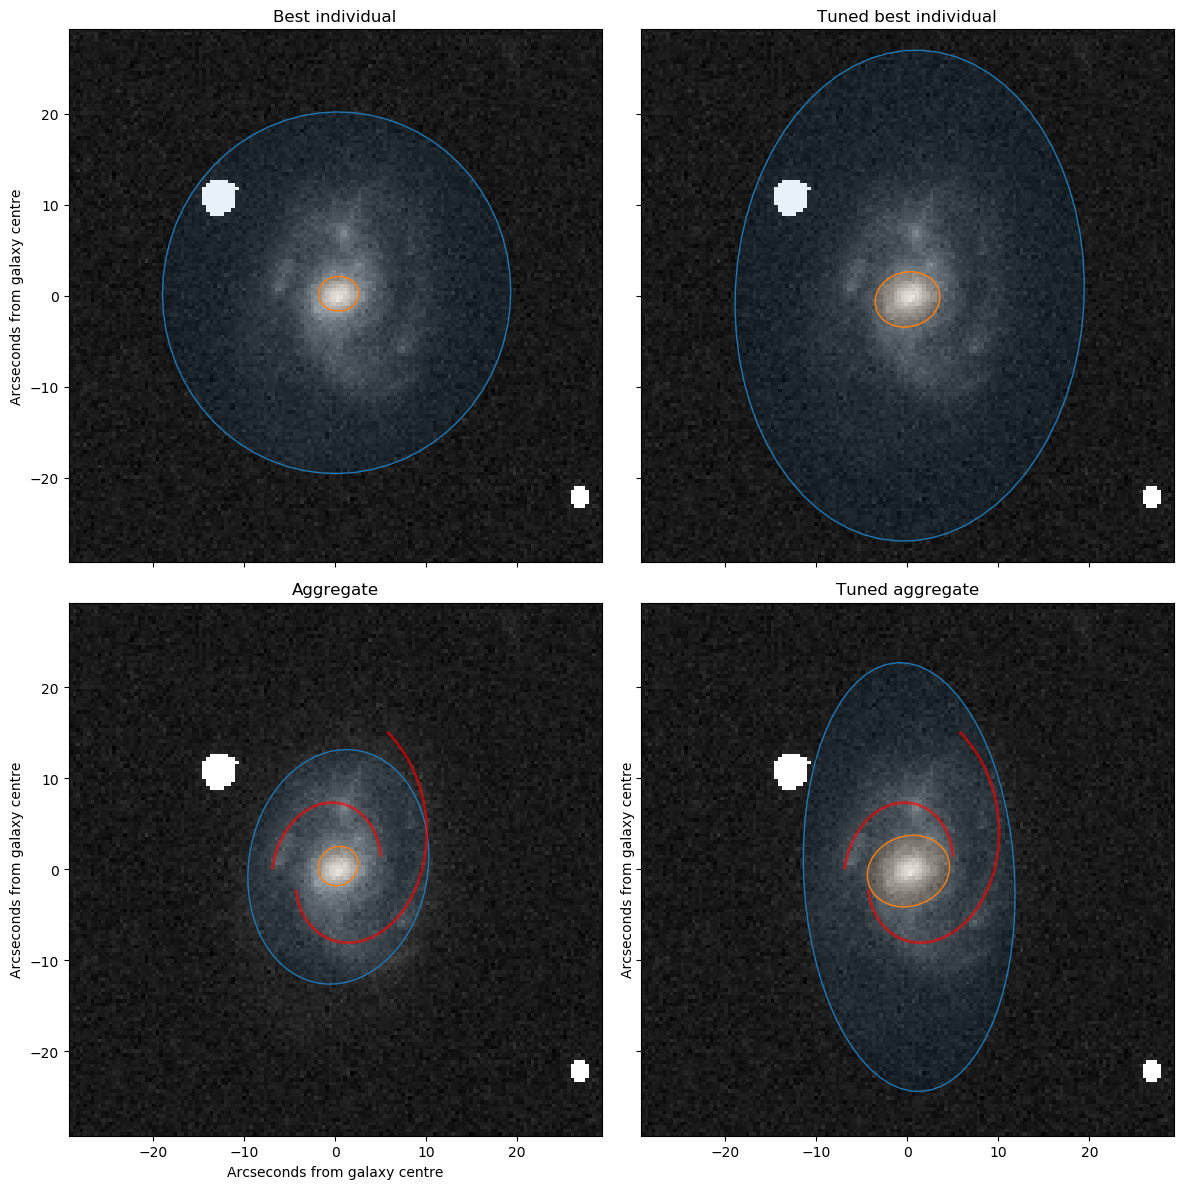 Best individual
Tuned best individual
20
10
0
−10
−20
Arcseconds from galaxy centre
Aggregate
Tuned aggregate
20
10
0
−10
−20
Arcseconds from galaxy centre
Arcseconds from galaxy centre
−20 −10 0 10 20
−20 −10 0 10 20
Arcseconds from galaxy centre